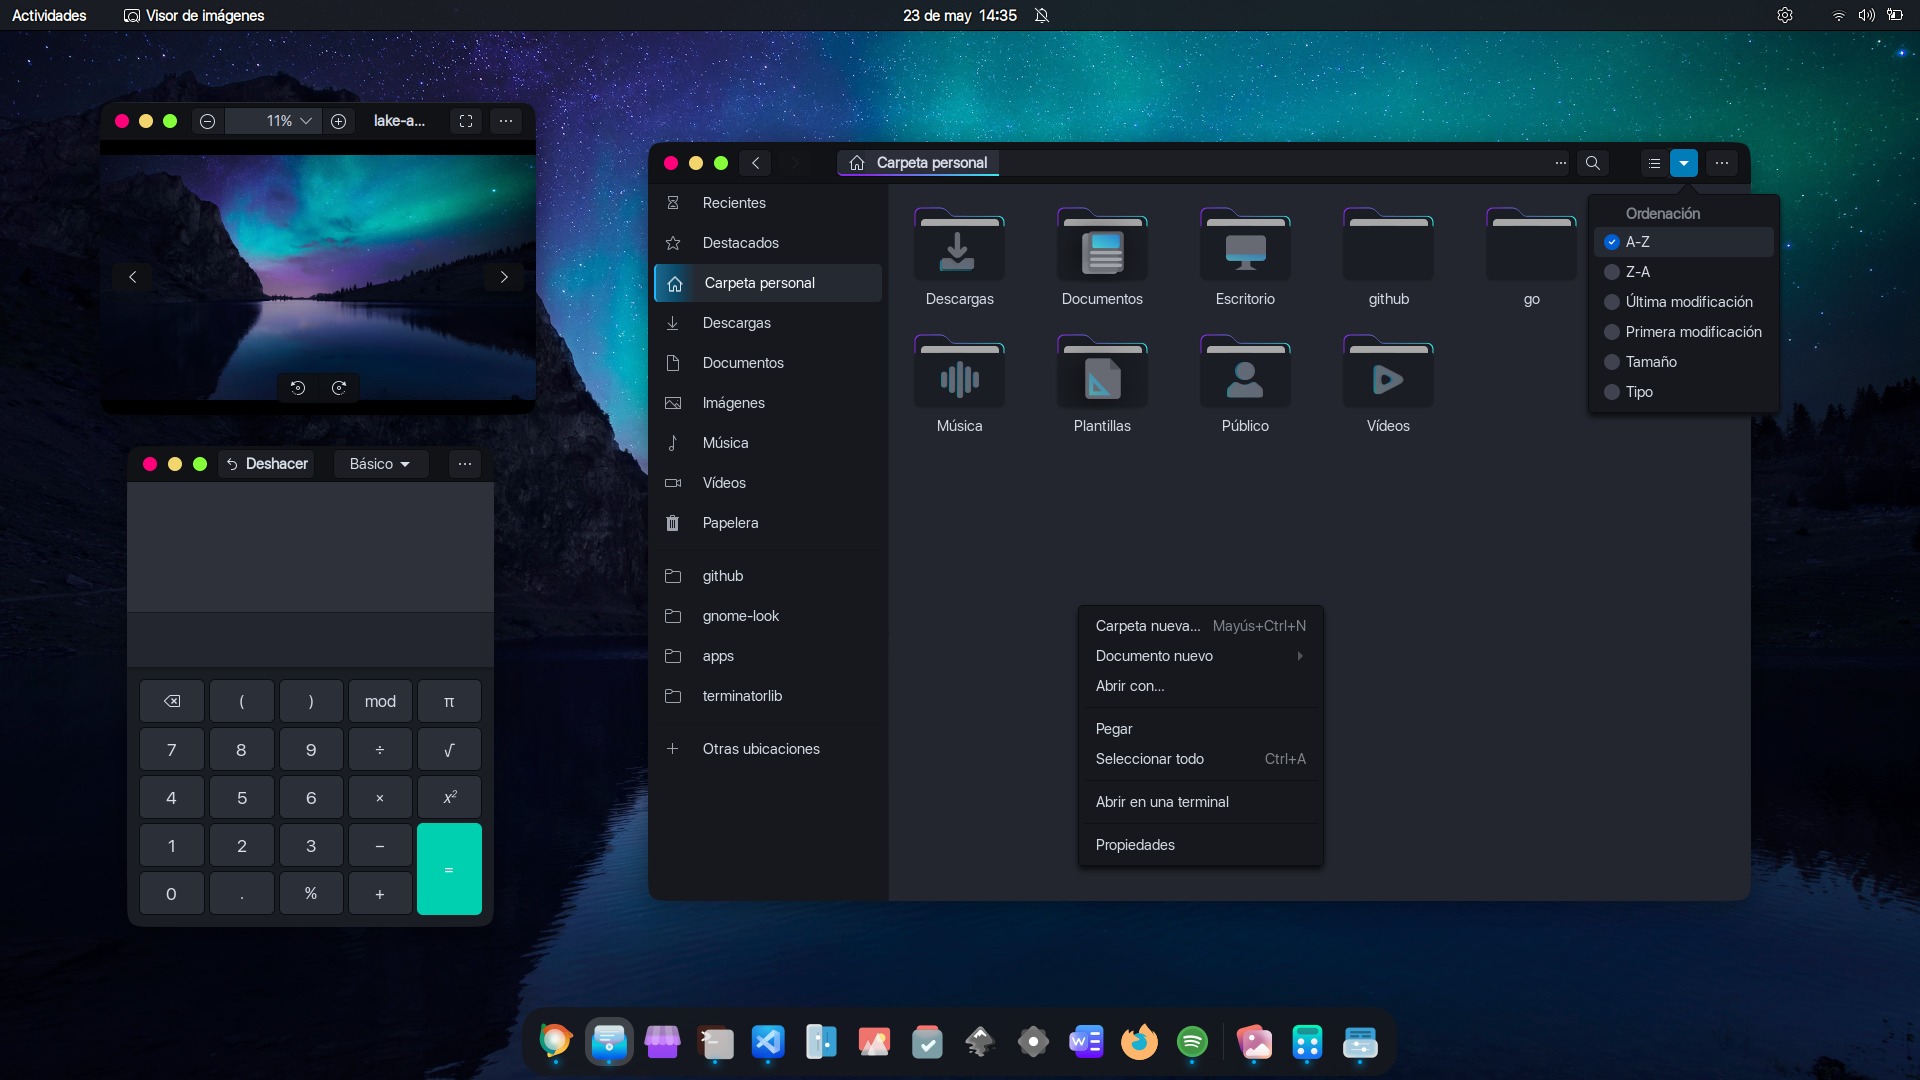 Actividades
Visor de imágenes
23 de may 14:35
11%
lake-a...
Deshacer
Básico
( ) mod π
7 8 9 ÷ √
4 5 6 × x²
1 2 3 −
=
0 . % +
Carpeta personal
Recientes
Destacados
Carpeta personal
Descargas
Documentos
Imágenes
Música
Vídeos
Papelera
github
gnome-look
apps
terminatorlib
Otras ubicaciones
Descargas
Documentos
Escritorio
github
go
Música
Plantillas
Público
Vídeos
Ordenación
A-Z
Z-A
Última modificación
Primera modificación
Tamaño
Tipo
Carpeta nueva... Mayús+Ctrl+N
Documento nuevo
Abrir con...
Pegar
Seleccionar todo Ctrl+A
Abrir en una terminal
Propiedades
W